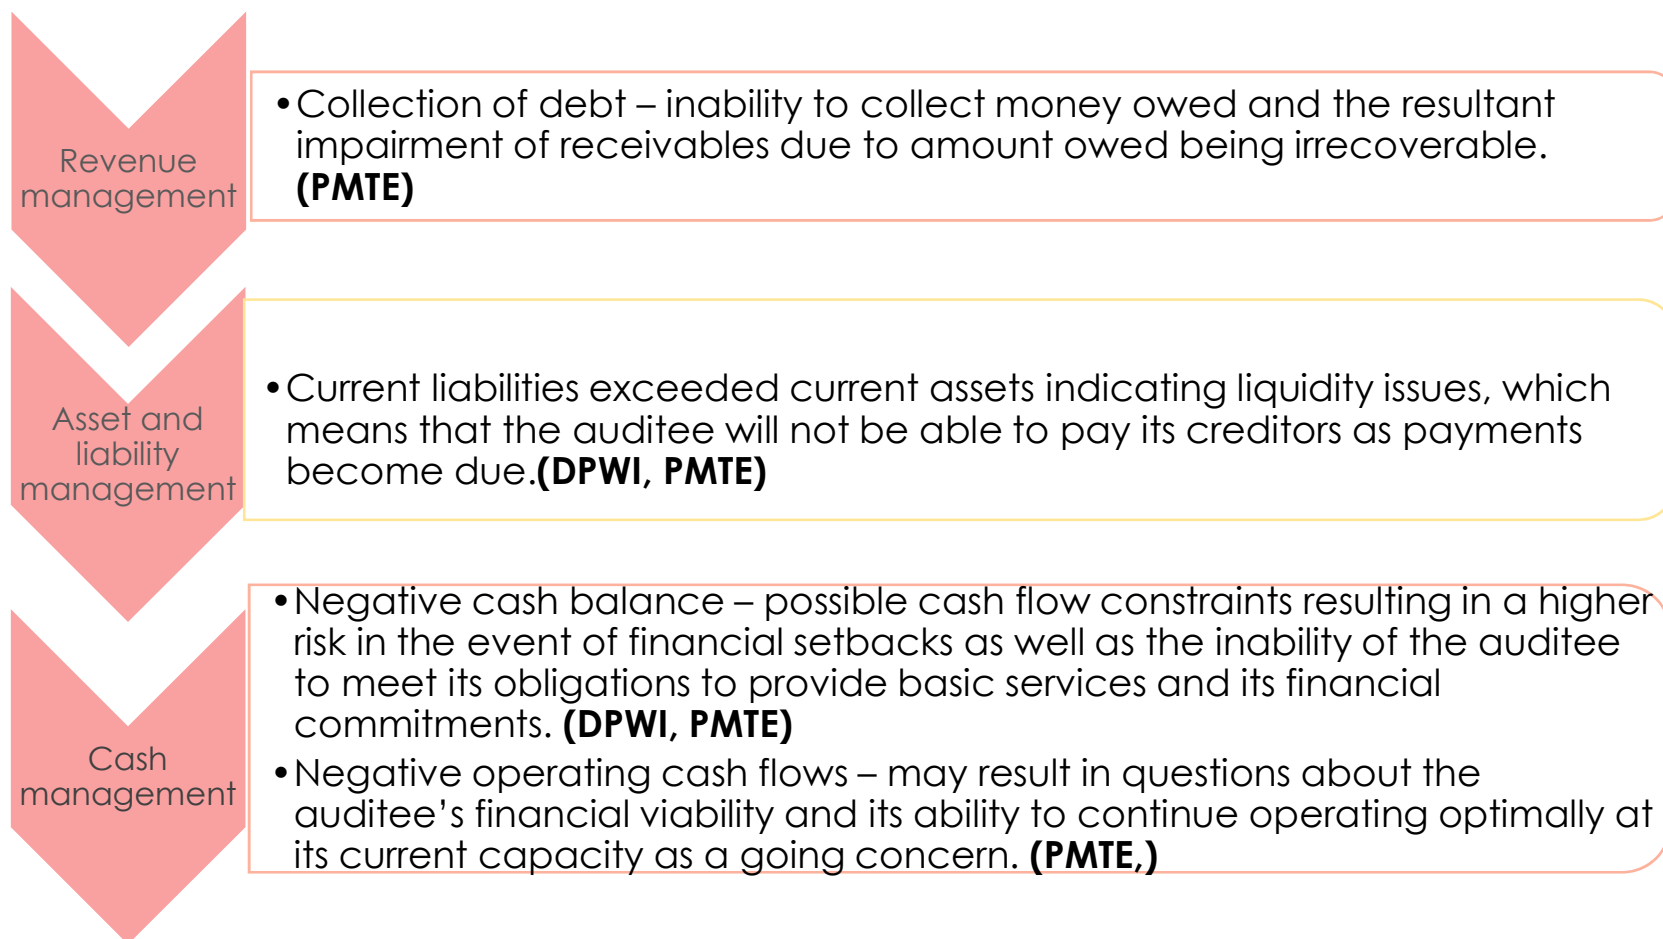 Revenue
management
•Collection of debt – inability to collect money owed and the resultant
impairment of receivables due to amount owed being irrecoverable.
(PMTE)
Asset and
liability
management
•Current liabilities exceeded current assets indicating liquidity issues, which
means that the auditee will not be able to pay its creditors as payments
become due.(DPWI, PMTE)
Cash
management
•Negative cash balance – possible cash flow constraints resulting in a higher
risk in the event of financial setbacks as well as the inability of the auditee
to meet its obligations to provide basic services and its financial
commitments. (DPWI, PMTE)
•Negative operating cash flows – may result in questions about the
auditee’s financial viability and its ability to continue operating optimally at
its current capacity as a going concern. (PMTE,)